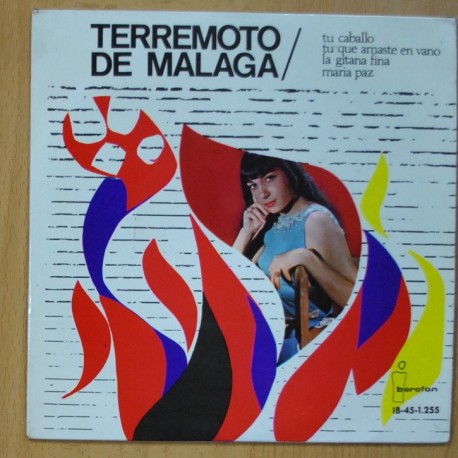 TERREMOTO
DE MALAGA/
tu caballo
tu que amaste en vano
la gitana fina
maria paz
iberofon
IB-45-1.255